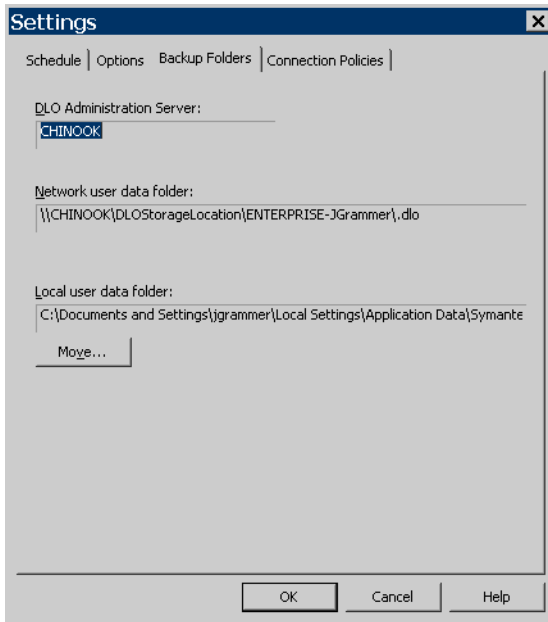 Settings
Schedule Options Backup Folders Connection Policies
DLO Administration Server:
CHINOOK
Network user data folder:
\\CHINOOK\DLOStorageLocation\ENTERPRISE-JGrammer\.dlo
Local user data folder:
C:\Documents and Settings\jgrammer\Local Settings\Application Data\Symante
Move...
OK Cancel Help